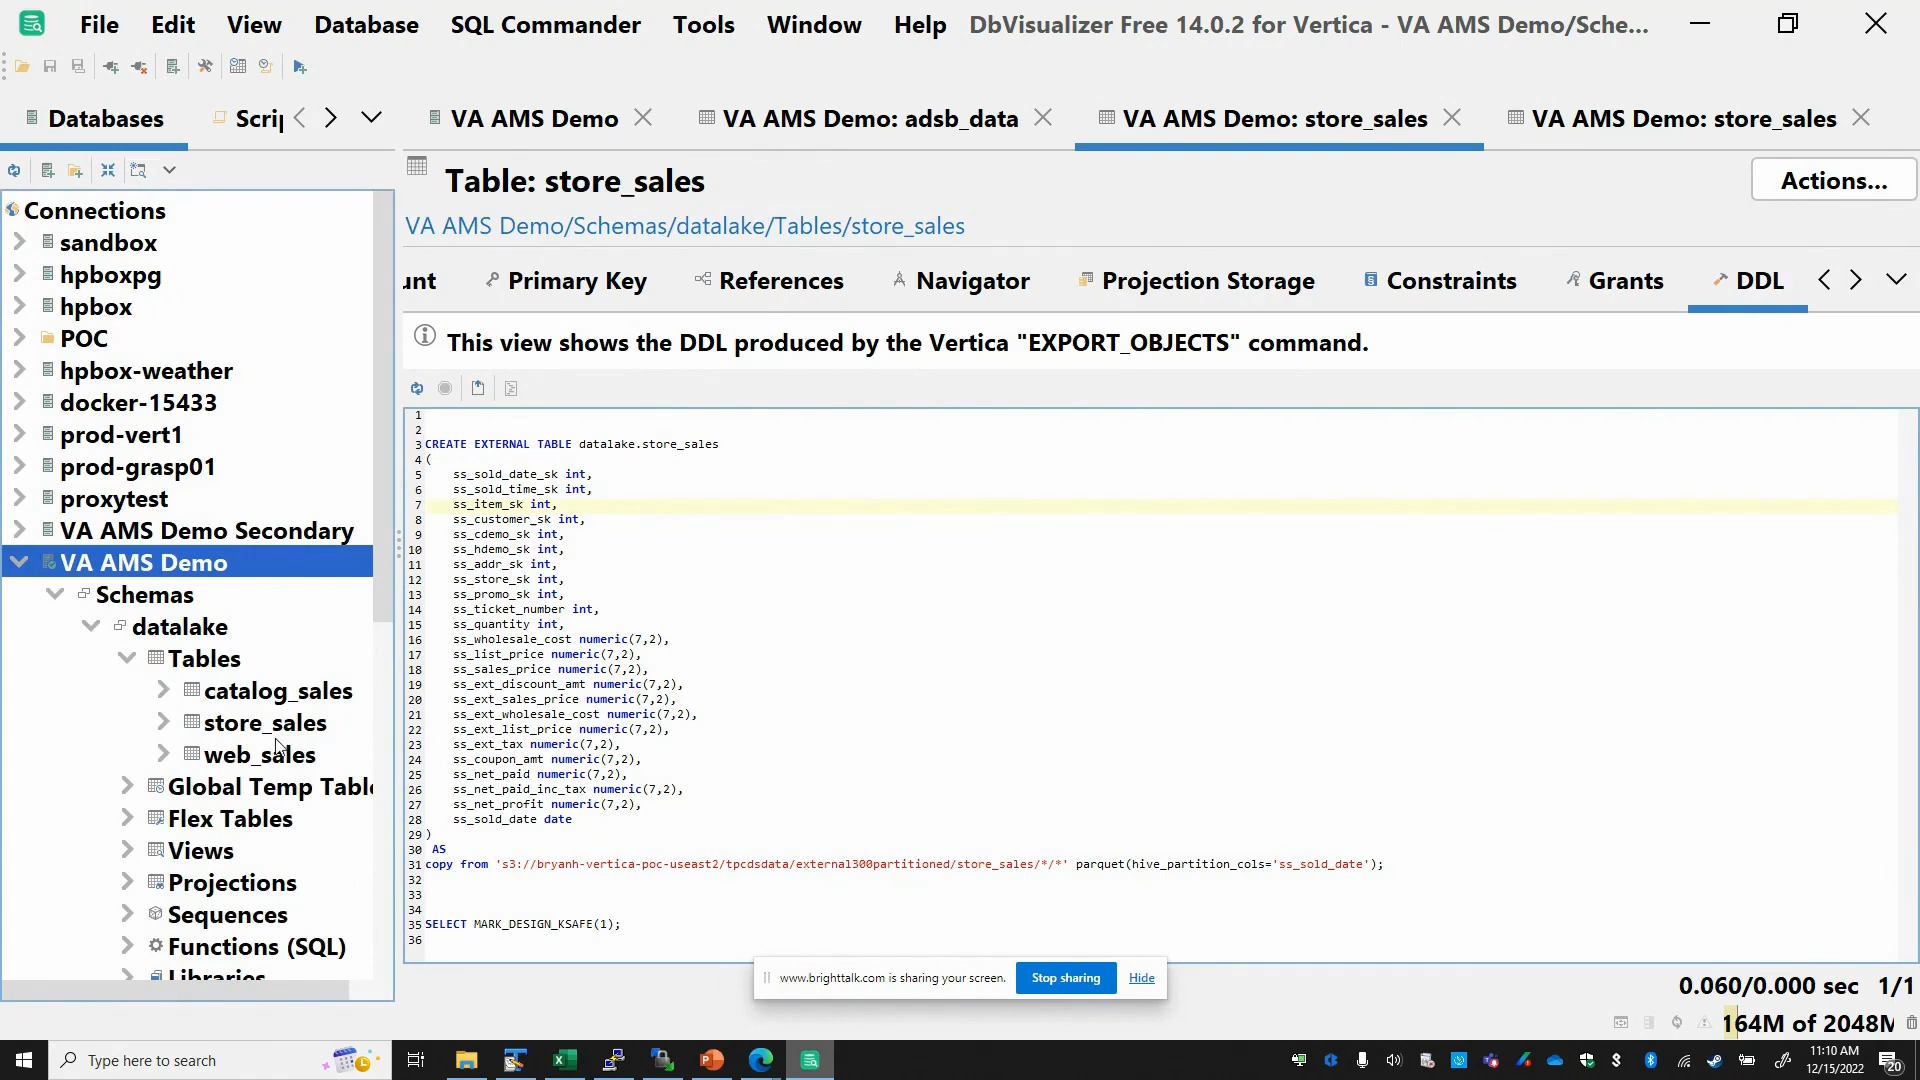 File Edit View Database SQL Commander Tools Window Help DbVisualizer Free 14.0.2 for Vertica - VA AMS Demo/Sche...
Databases Scrip VA AMS Demo VA AMS Demo: adsb_data VA AMS Demo: store_sales VA AMS Demo: store_sales
Table: store_sales Actions...
VA AMS Demo/Schemas/datalake/Tables/store_sales
unt Primary Key References Navigator Projection Storage Constraints Grants DDL
This view shows the DDL produced by the Vertica "EXPORT_OBJECTS" command.
Connections
sandbox
hpboxpg
hpbox
POC
hpbox-weather
docker-15433
prod-vert1
prod-grasp01
proxytest
VA AMS Demo Secondary
VA AMS Demo
Schemas
datalake
Tables
catalog_sales
store_sales
web_sales
Global Temp Table
Flex Tables
Views
Projections
Sequences
Functions (SQL)
Libraries
1
2
3 CREATE EXTERNAL TABLE datalake.store_sales
4 (
5 ss_sold_date_sk int,
6 ss_sold_time_sk int,
7 ss_item_sk int,
8 ss_customer_sk int,
9 ss_cdemo_sk int,
10 ss_hdemo_sk int,
11 ss_addr_sk int,
12 ss_store_sk int,
13 ss_promo_sk int,
14 ss_ticket_number int,
15 ss_quantity int,
16 ss_wholesale_cost numeric(7,2),
17 ss_list_price numeric(7,2),
18 ss_sales_price numeric(7,2),
19 ss_ext_discount_amt numeric(7,2),
20 ss_ext_sales_price numeric(7,2),
21 ss_ext_wholesale_cost numeric(7,2),
22 ss_ext_list_price numeric(7,2),
23 ss_ext_tax numeric(7,2),
24 ss_coupon_amt numeric(7,2),
25 ss_net_paid numeric(7,2),
26 ss_net_paid_inc_tax numeric(7,2),
27 ss_net_profit numeric(7,2),
28 ss_sold_date date
29 )
30 AS
31 copy from 's3://bryanh-vertica-poc-useast2/tpcdsdata/external300partitioned/store_sales/*/*' parquet(hive_partition_cols='ss_sold_date');
32
33
34
35 SELECT MARK_DESIGN_KSAFE(1);
36
www.brighttalk.com is sharing your screen. Stop sharing Hide
0.060/0.000 sec 1/1
164M of 2048M
Type here to search
11:10 AM
12/15/2022
20